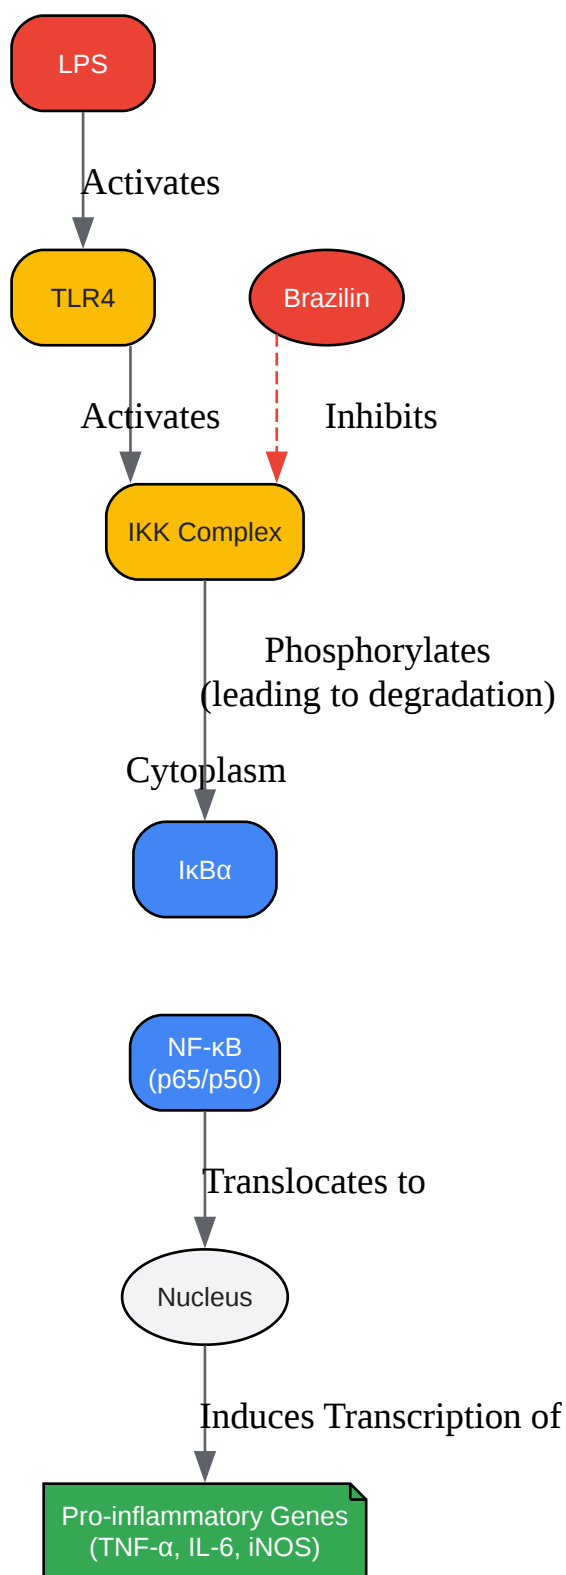 LPS
Activates
TLR4
Brazilin
Activates
Inhibits
IKK Complex
Phosphorylates
(leading to degradation)
Cytoplasm
IκBα
NF-κB
(p65/p50)
Translocates to
Nucleus
Induces Transcription of
Pro-inflammatory Genes
(TNF-α, IL-6, iNOS)